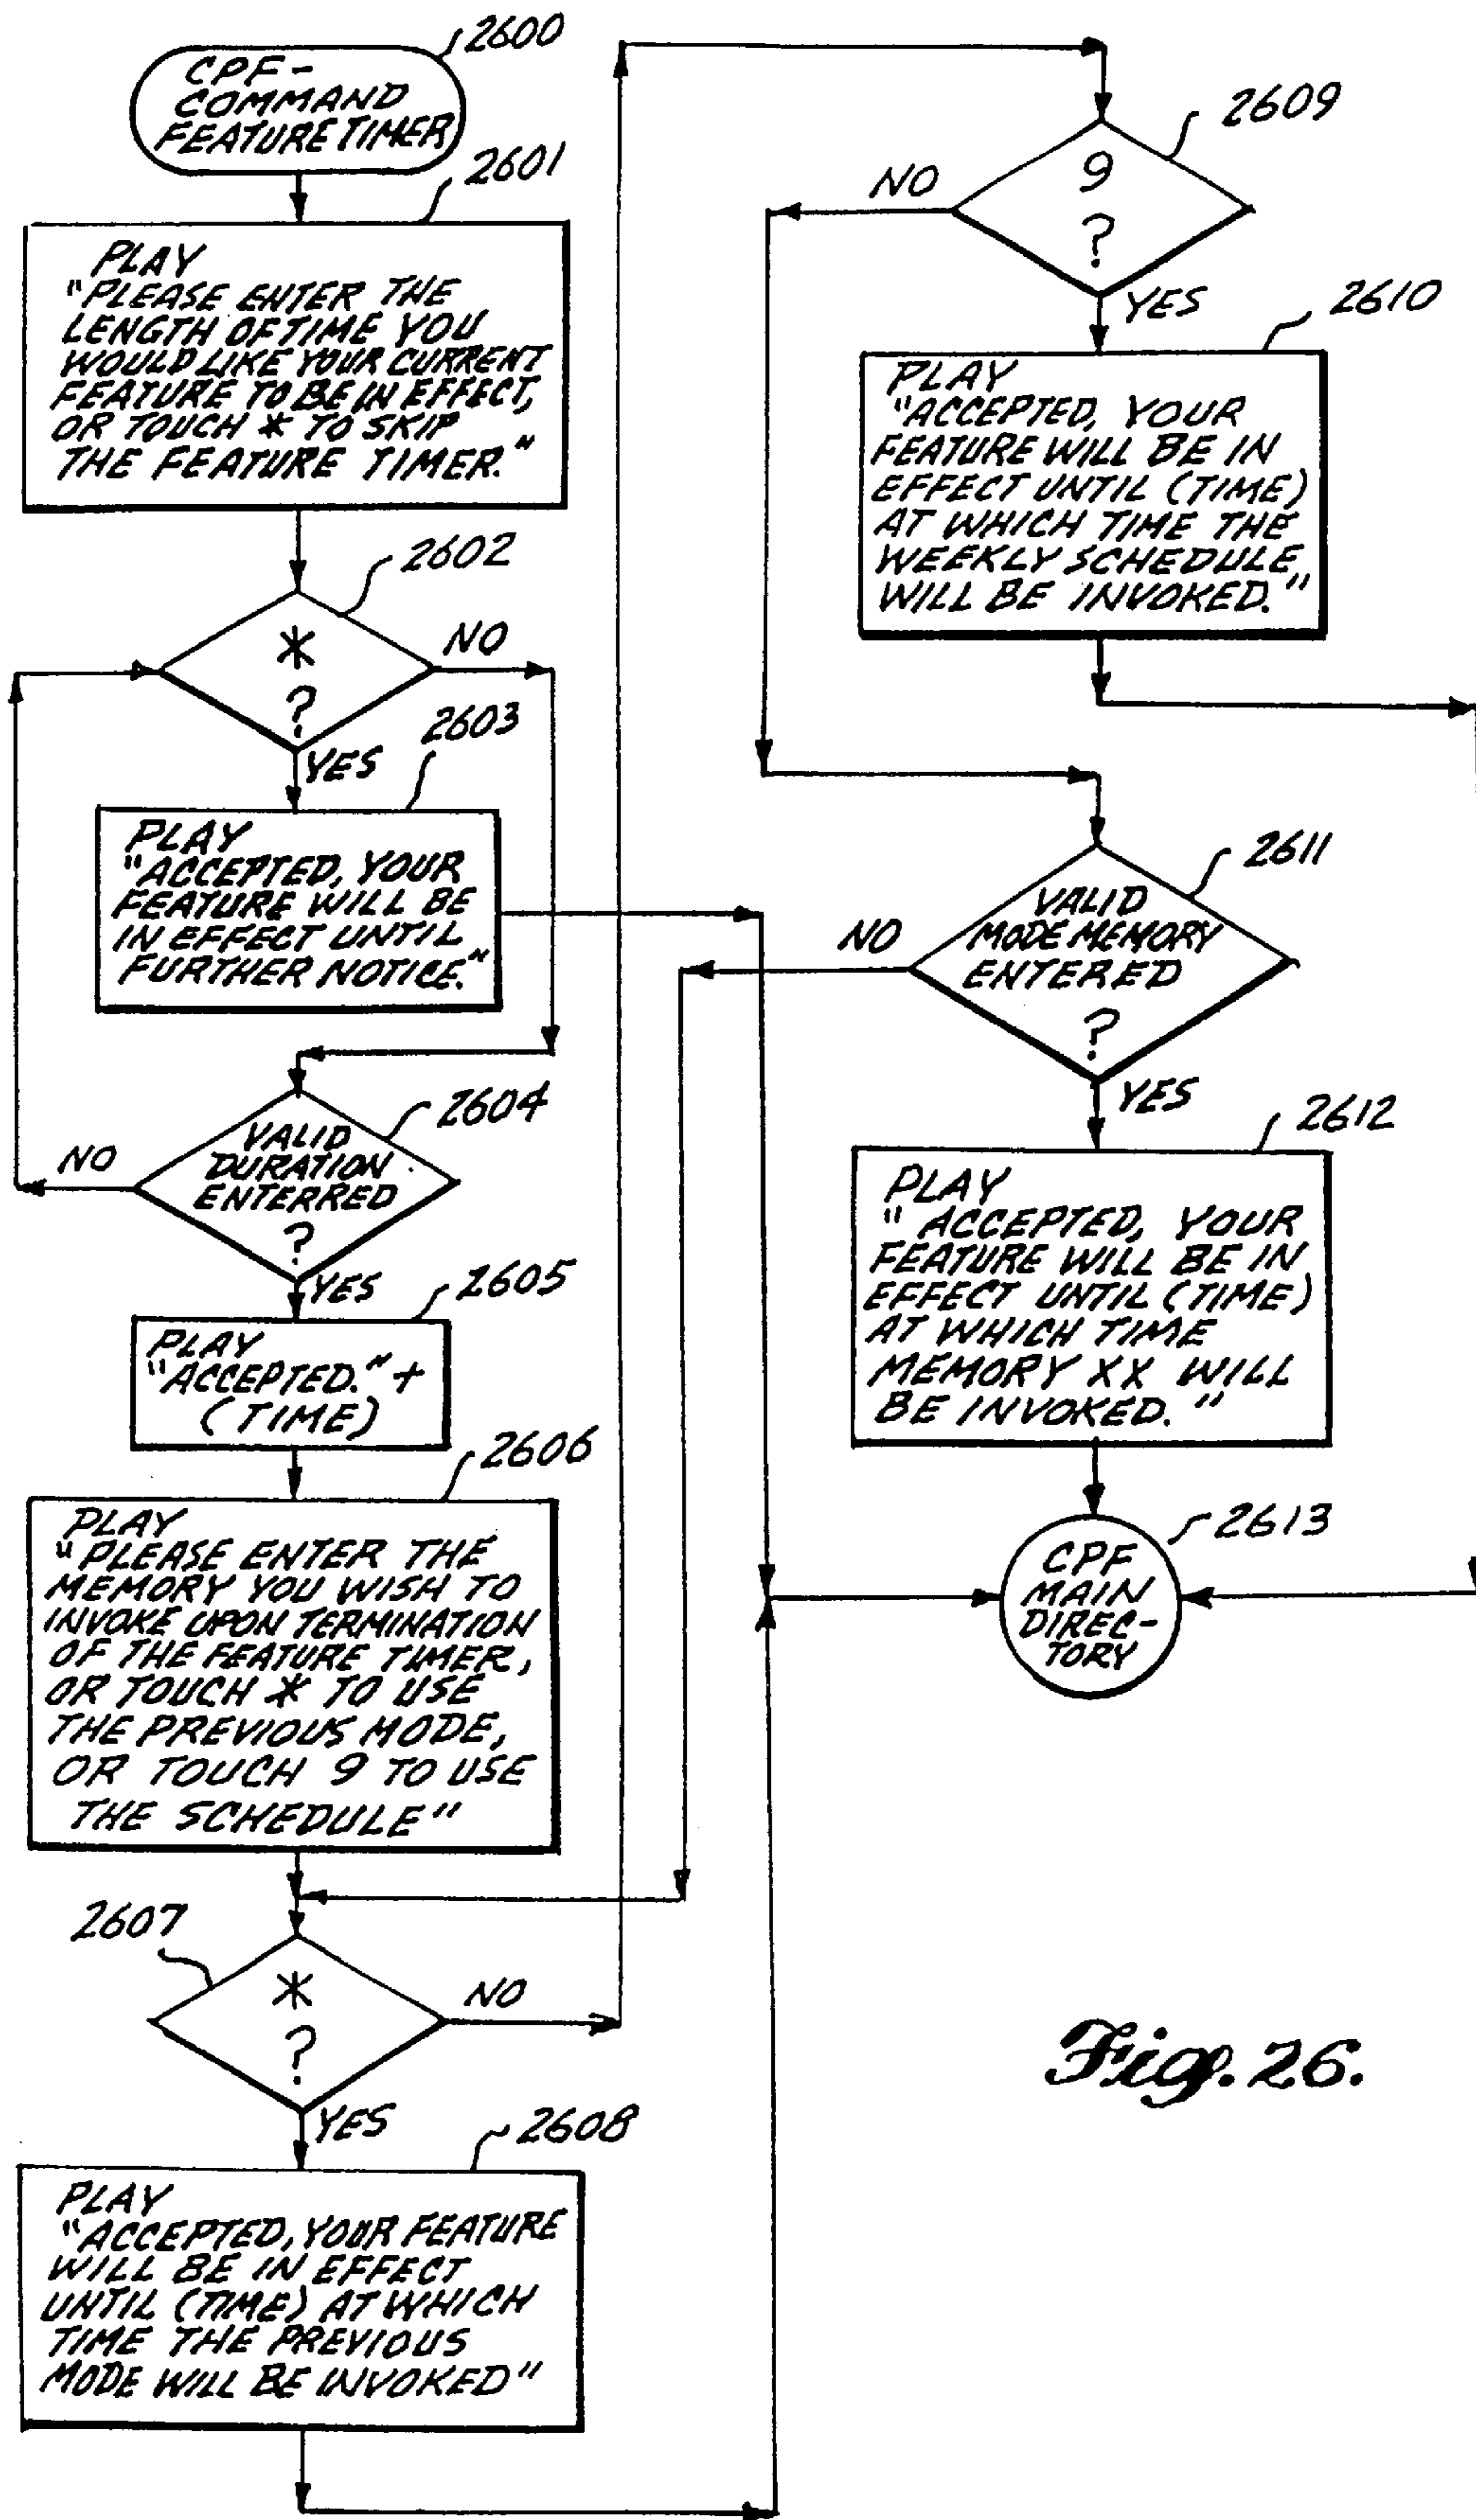 2600
CPF-
COMMAND
FEATURE TIMER
2601
PLAY
"PLEASE ENTER THE
LENGTH OF TIME YOU
WOULD LIKE YOUR CURRENT
FEATURE TO BE IN EFFECT,
OR TOUCH * TO SKIP
THE FEATURE TIMER."
2602
*
?
NO
YES
2603
PLAY
"ACCEPTED, YOUR
FEATURE WILL BE
IN EFFECT UNTIL
FURTHER NOTICE."
2604
VALID
DURATION
ENTERRED
?
NO
YES
2605
PLAY
"ACCEPTED." +
(TIME)
2606
PLAY
"PLEASE ENTER THE
MEMORY YOU WISH TO
INVOKE UPON TERMINATION
OF THE FEATURE TIMER,
OR TOUCH * TO USE
THE PREVIOUS MODE,
OR TOUCH 9 TO USE
THE SCHEDULE"
2607
*
?
NO
YES
2608
PLAY
"ACCEPTED, YOUR FEATURE
WILL BE IN EFFECT
UNTIL (TIME) AT WHICH
TIME THE PREVIOUS
MODE WILL BE INVOKED"
2609
9
?
NO
YES
2610
PLAY
"ACCEPTED, YOUR
FEATURE WILL BE IN
EFFECT UNTIL (TIME)
AT WHICH TIME THE
WEEKLY SCHEDULE
WILL BE INVOKED."
2611
VALID
MODE MEMORY
ENTERED
?
NO
YES
2612
PLAY
" ACCEPTED, YOUR
FEATURE WILL BE IN
EFFECT UNTIL (TIME)
AT WHICH TIME
MEMORY XX WILL
BE INVOKED. "
2613
CPF
MAIN
DIREC-
TORY
Fig. 26.